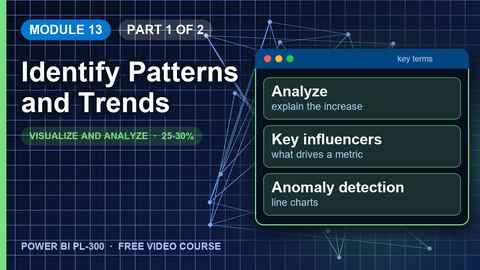 MODULE 13
PART 1 OF 2
Identify Patterns
and Trends
VISUALIZE AND ANALYZE · 25-30%
POWER BI PL-300 · FREE VIDEO COURSE
key terms
Analyze
explain the increase
Key influencers
what drives a metric
Anomaly detection
line charts